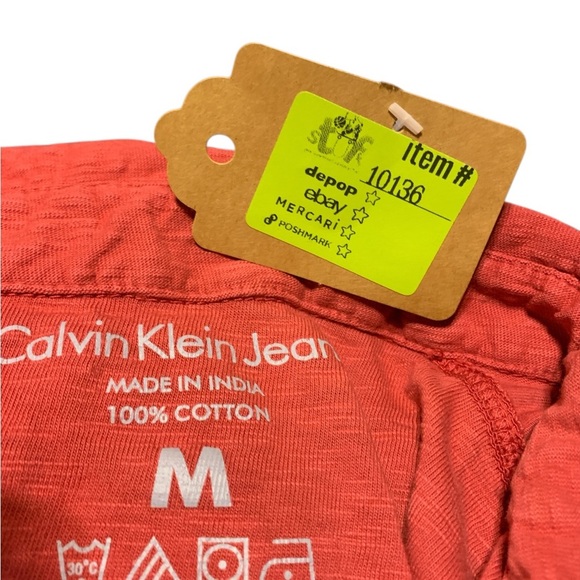 item #
10136
depop
ebay
MERCARI
POSHMARK
Calvin Klein Jean
MADE IN INDIA
100% COTTON
M
30°C